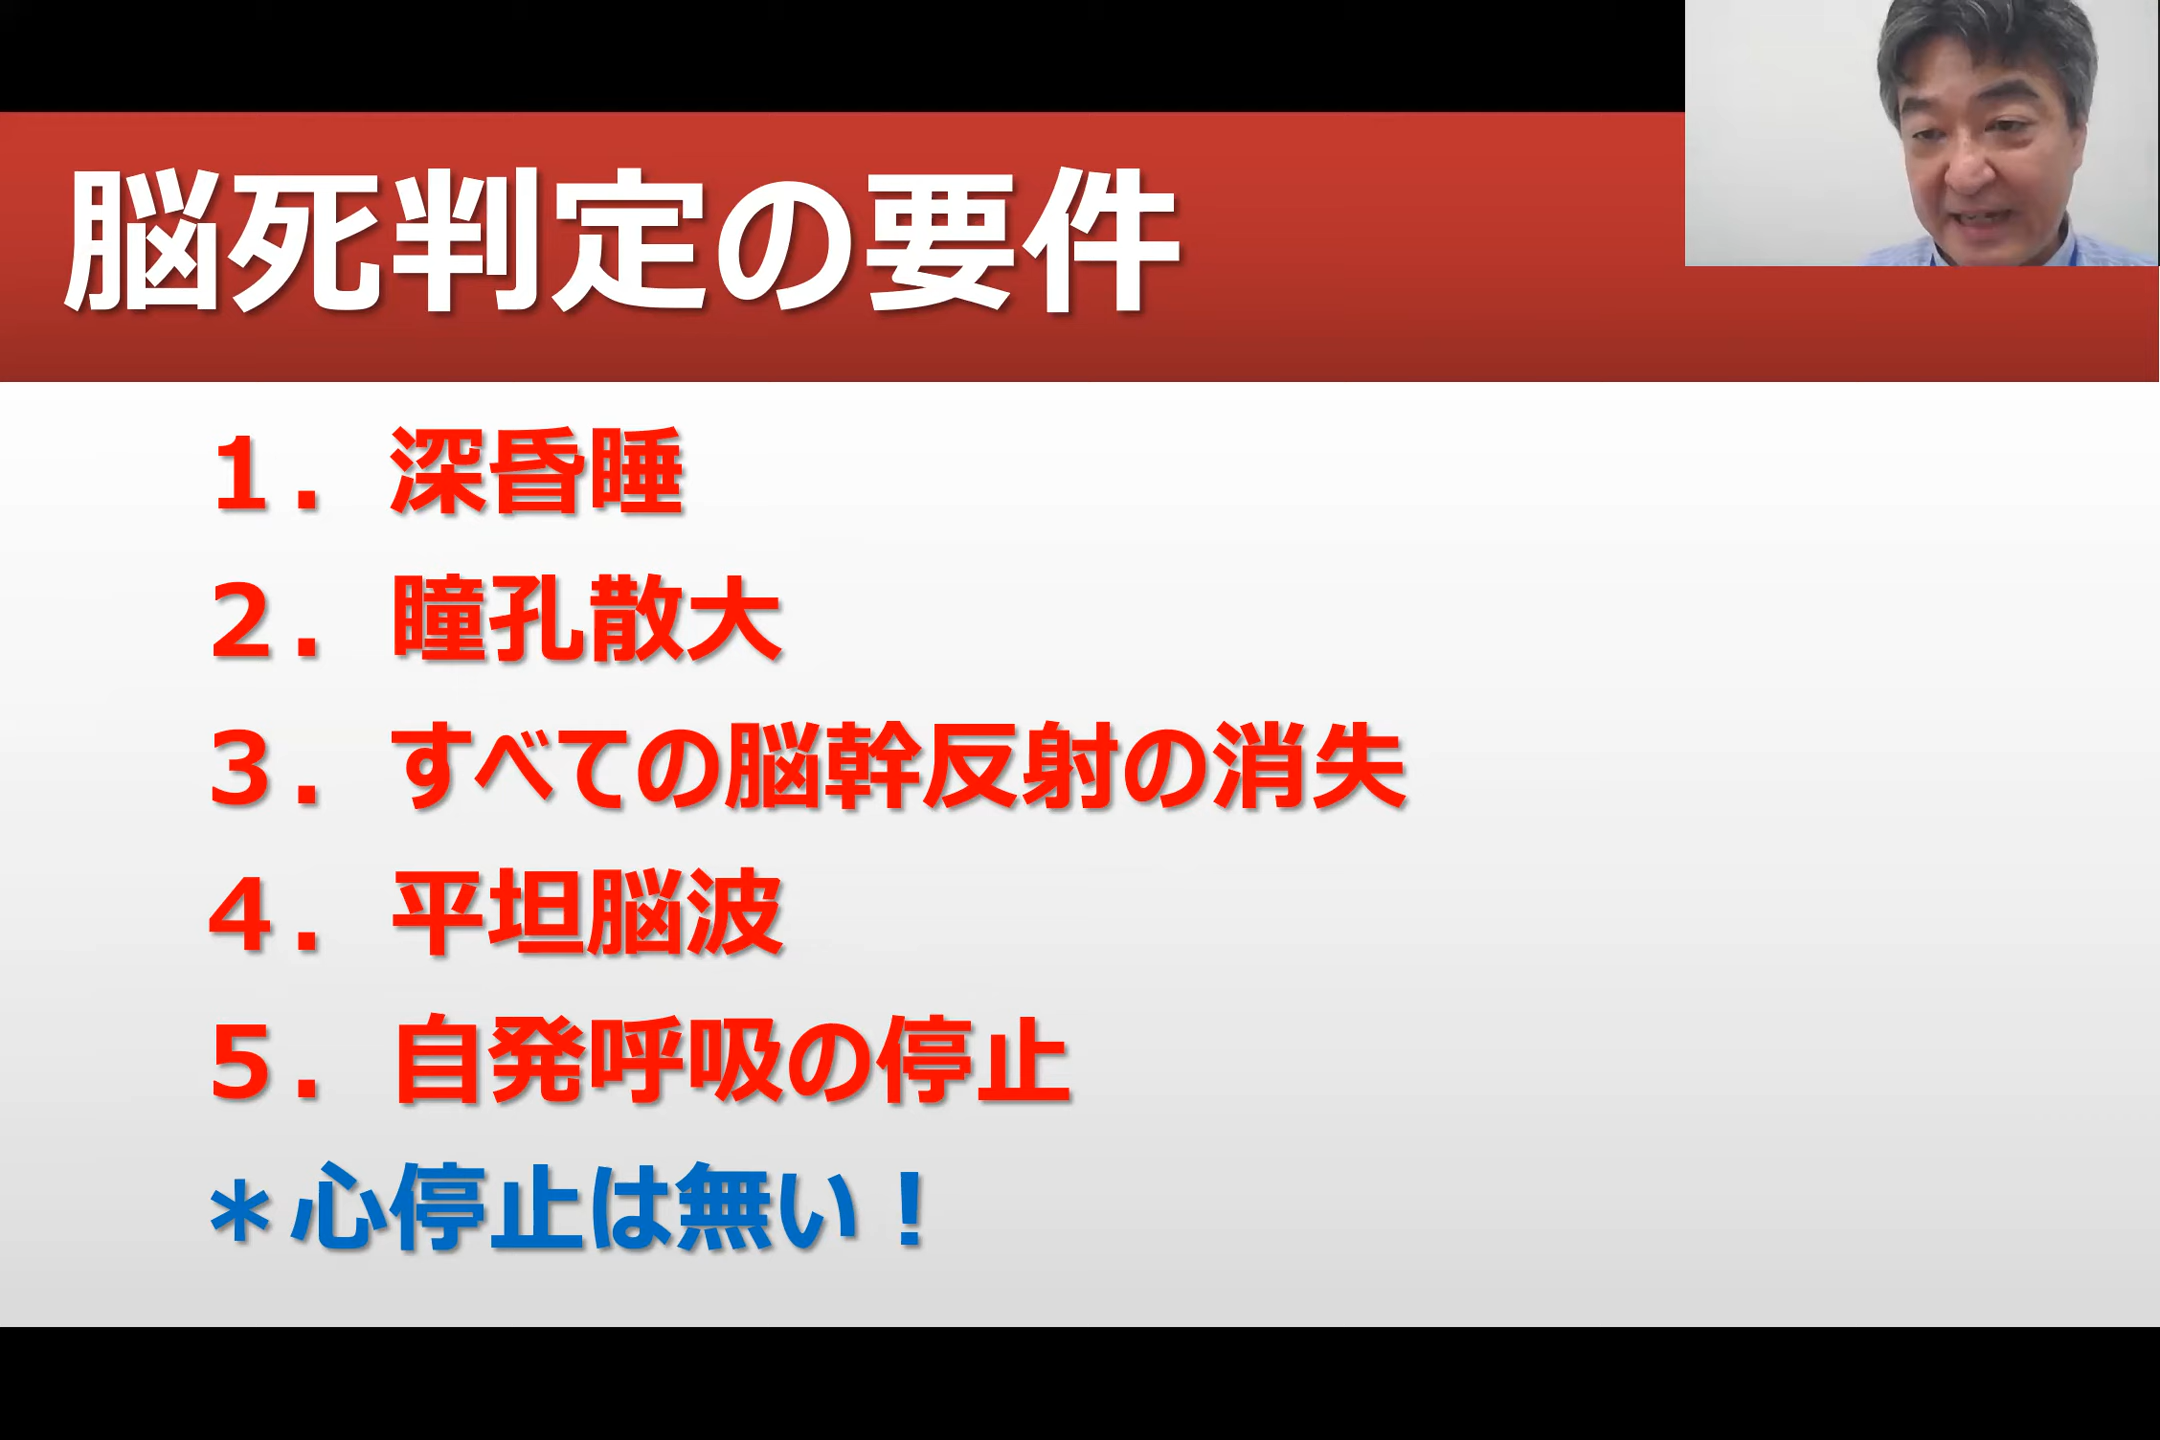 脳死判定の要件
１．深昏睡
２．瞳孔散大
３．すべての脳幹反射の消失
４．平坦脳波
５．自発呼吸の停止
＊心停止は無い！